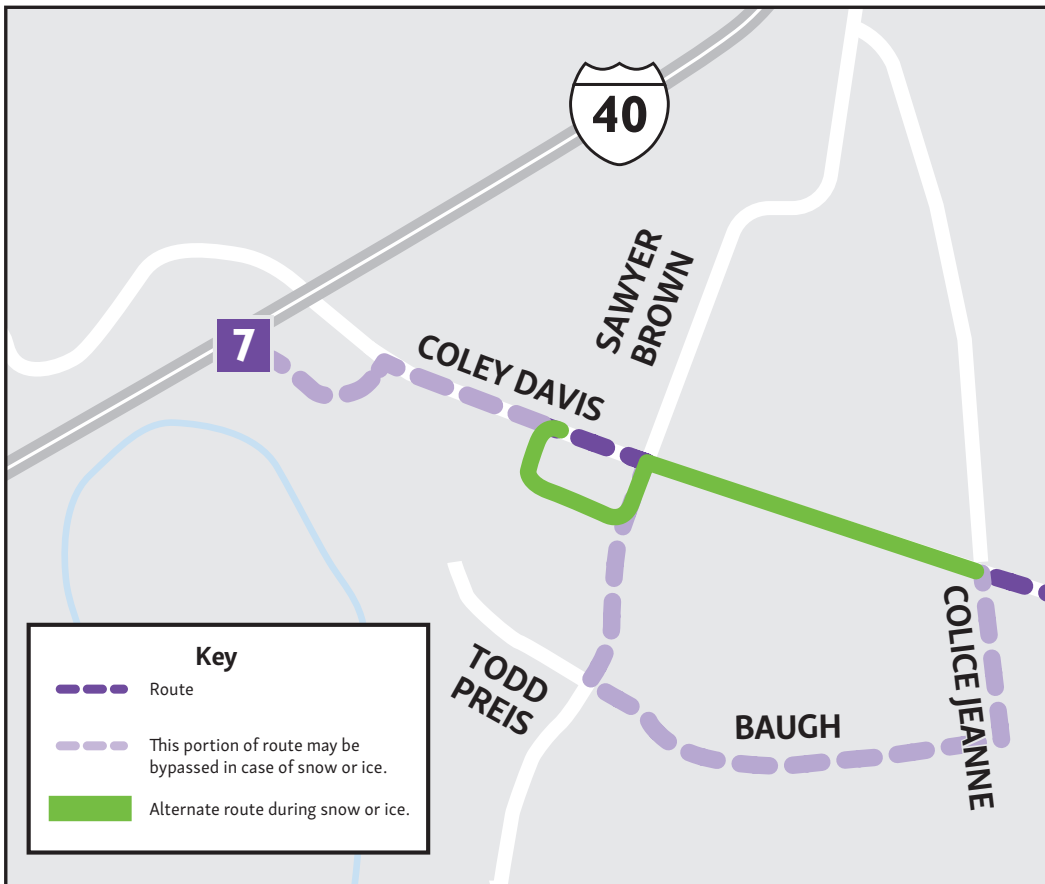 40
SAWYER
BROWN
7
COLEY DAVIS
COLICE JEANNE
TODD
PREIS
BAUGH
Key
Route
This portion of route may be
bypassed in case of snow or ice.
Alternate route during snow or ice.